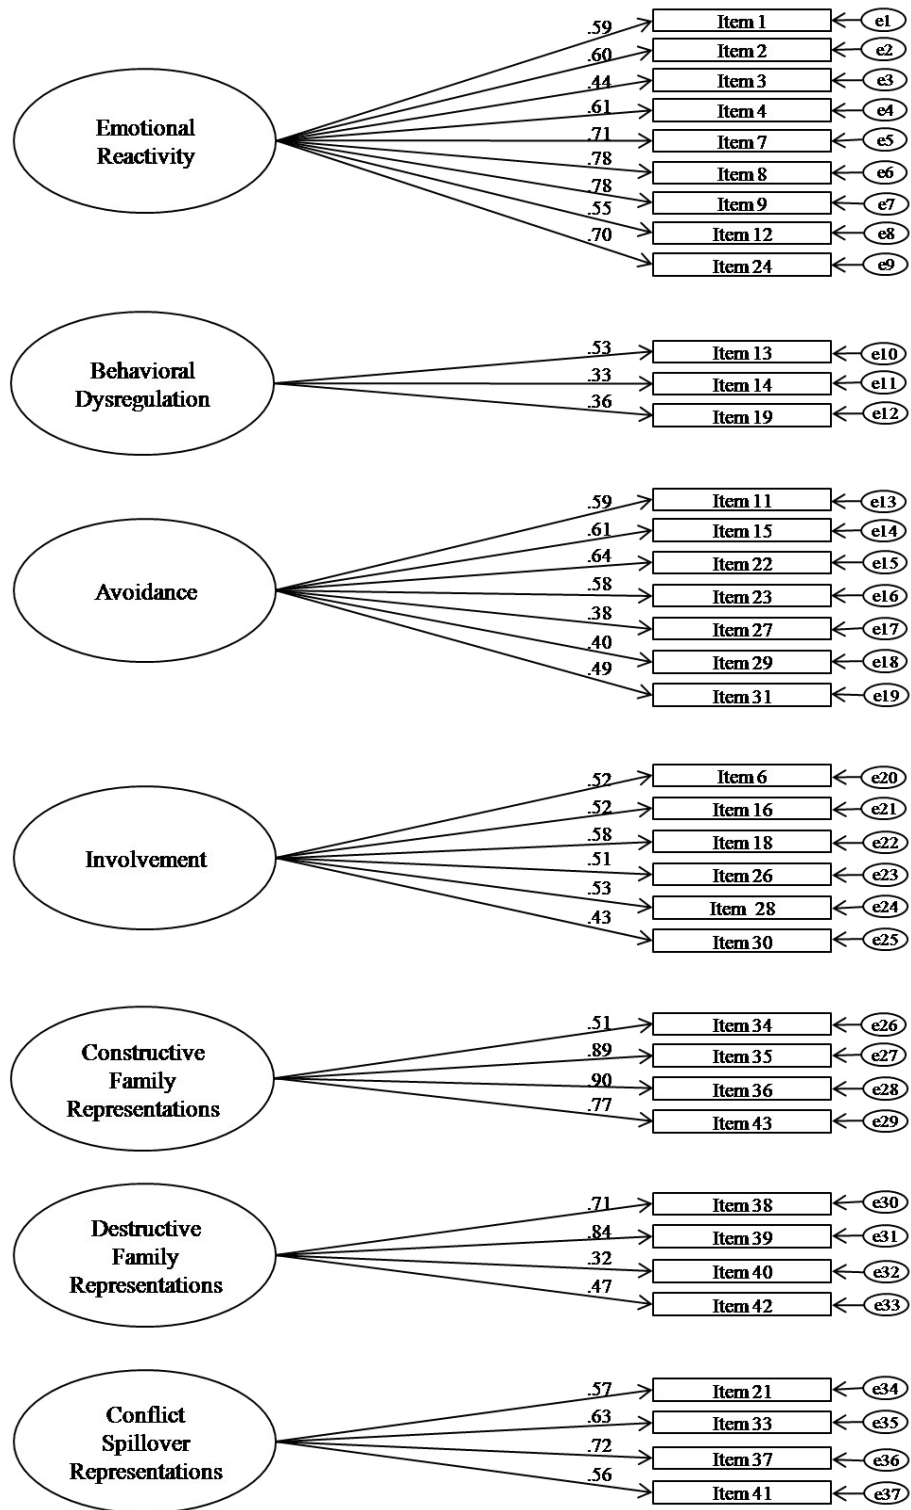 .59 Item 1 e1
.60 Item 2 e2
.44 Item 3 e3
.61 Item 4 e4
Emotional
Reactivity
.71 Item 7 e5
.78 Item 8 e6
.78 Item 9 e7
.55 Item 12 e8
.70 Item 24 e9
Behavioral
Dysregulation
.53 Item 13 e10
.33 Item 14 e11
.36 Item 19 e12
Avoidance
.59 Item 11 e13
.61 Item 15 e14
.64 Item 22 e15
.58 Item 23 e16
.38 Item 27 e17
.40 Item 29 e18
.49 Item 31 e19
Involvement
.52 Item 6 e20
.52 Item 16 e21
.58 Item 18 e22
.51 Item 26 e23
.53 Item 28 e24
.43 Item 30 e25
Constructive
Family
Representations
.51 Item 34 e26
.89 Item 35 e27
.90 Item 36 e28
.77 Item 43 e29
Destructive
Family
Representations
.71 Item 38 e30
.84 Item 39 e31
.32 Item 40 e32
.47 Item 42 e33
Conflict
Spillover
Representations
.57 Item 21 e34
.63 Item 33 e35
.72 Item 37 e36
.56 Item 41 e37